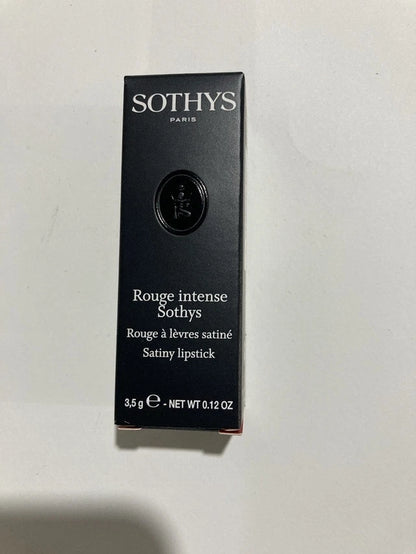 SOTHYS
PARIS
Rouge intense
Sothys
Rouge à lèvres satiné
Satiny lipstick
3,5 g ℮ - NET WT 0.12 OZ